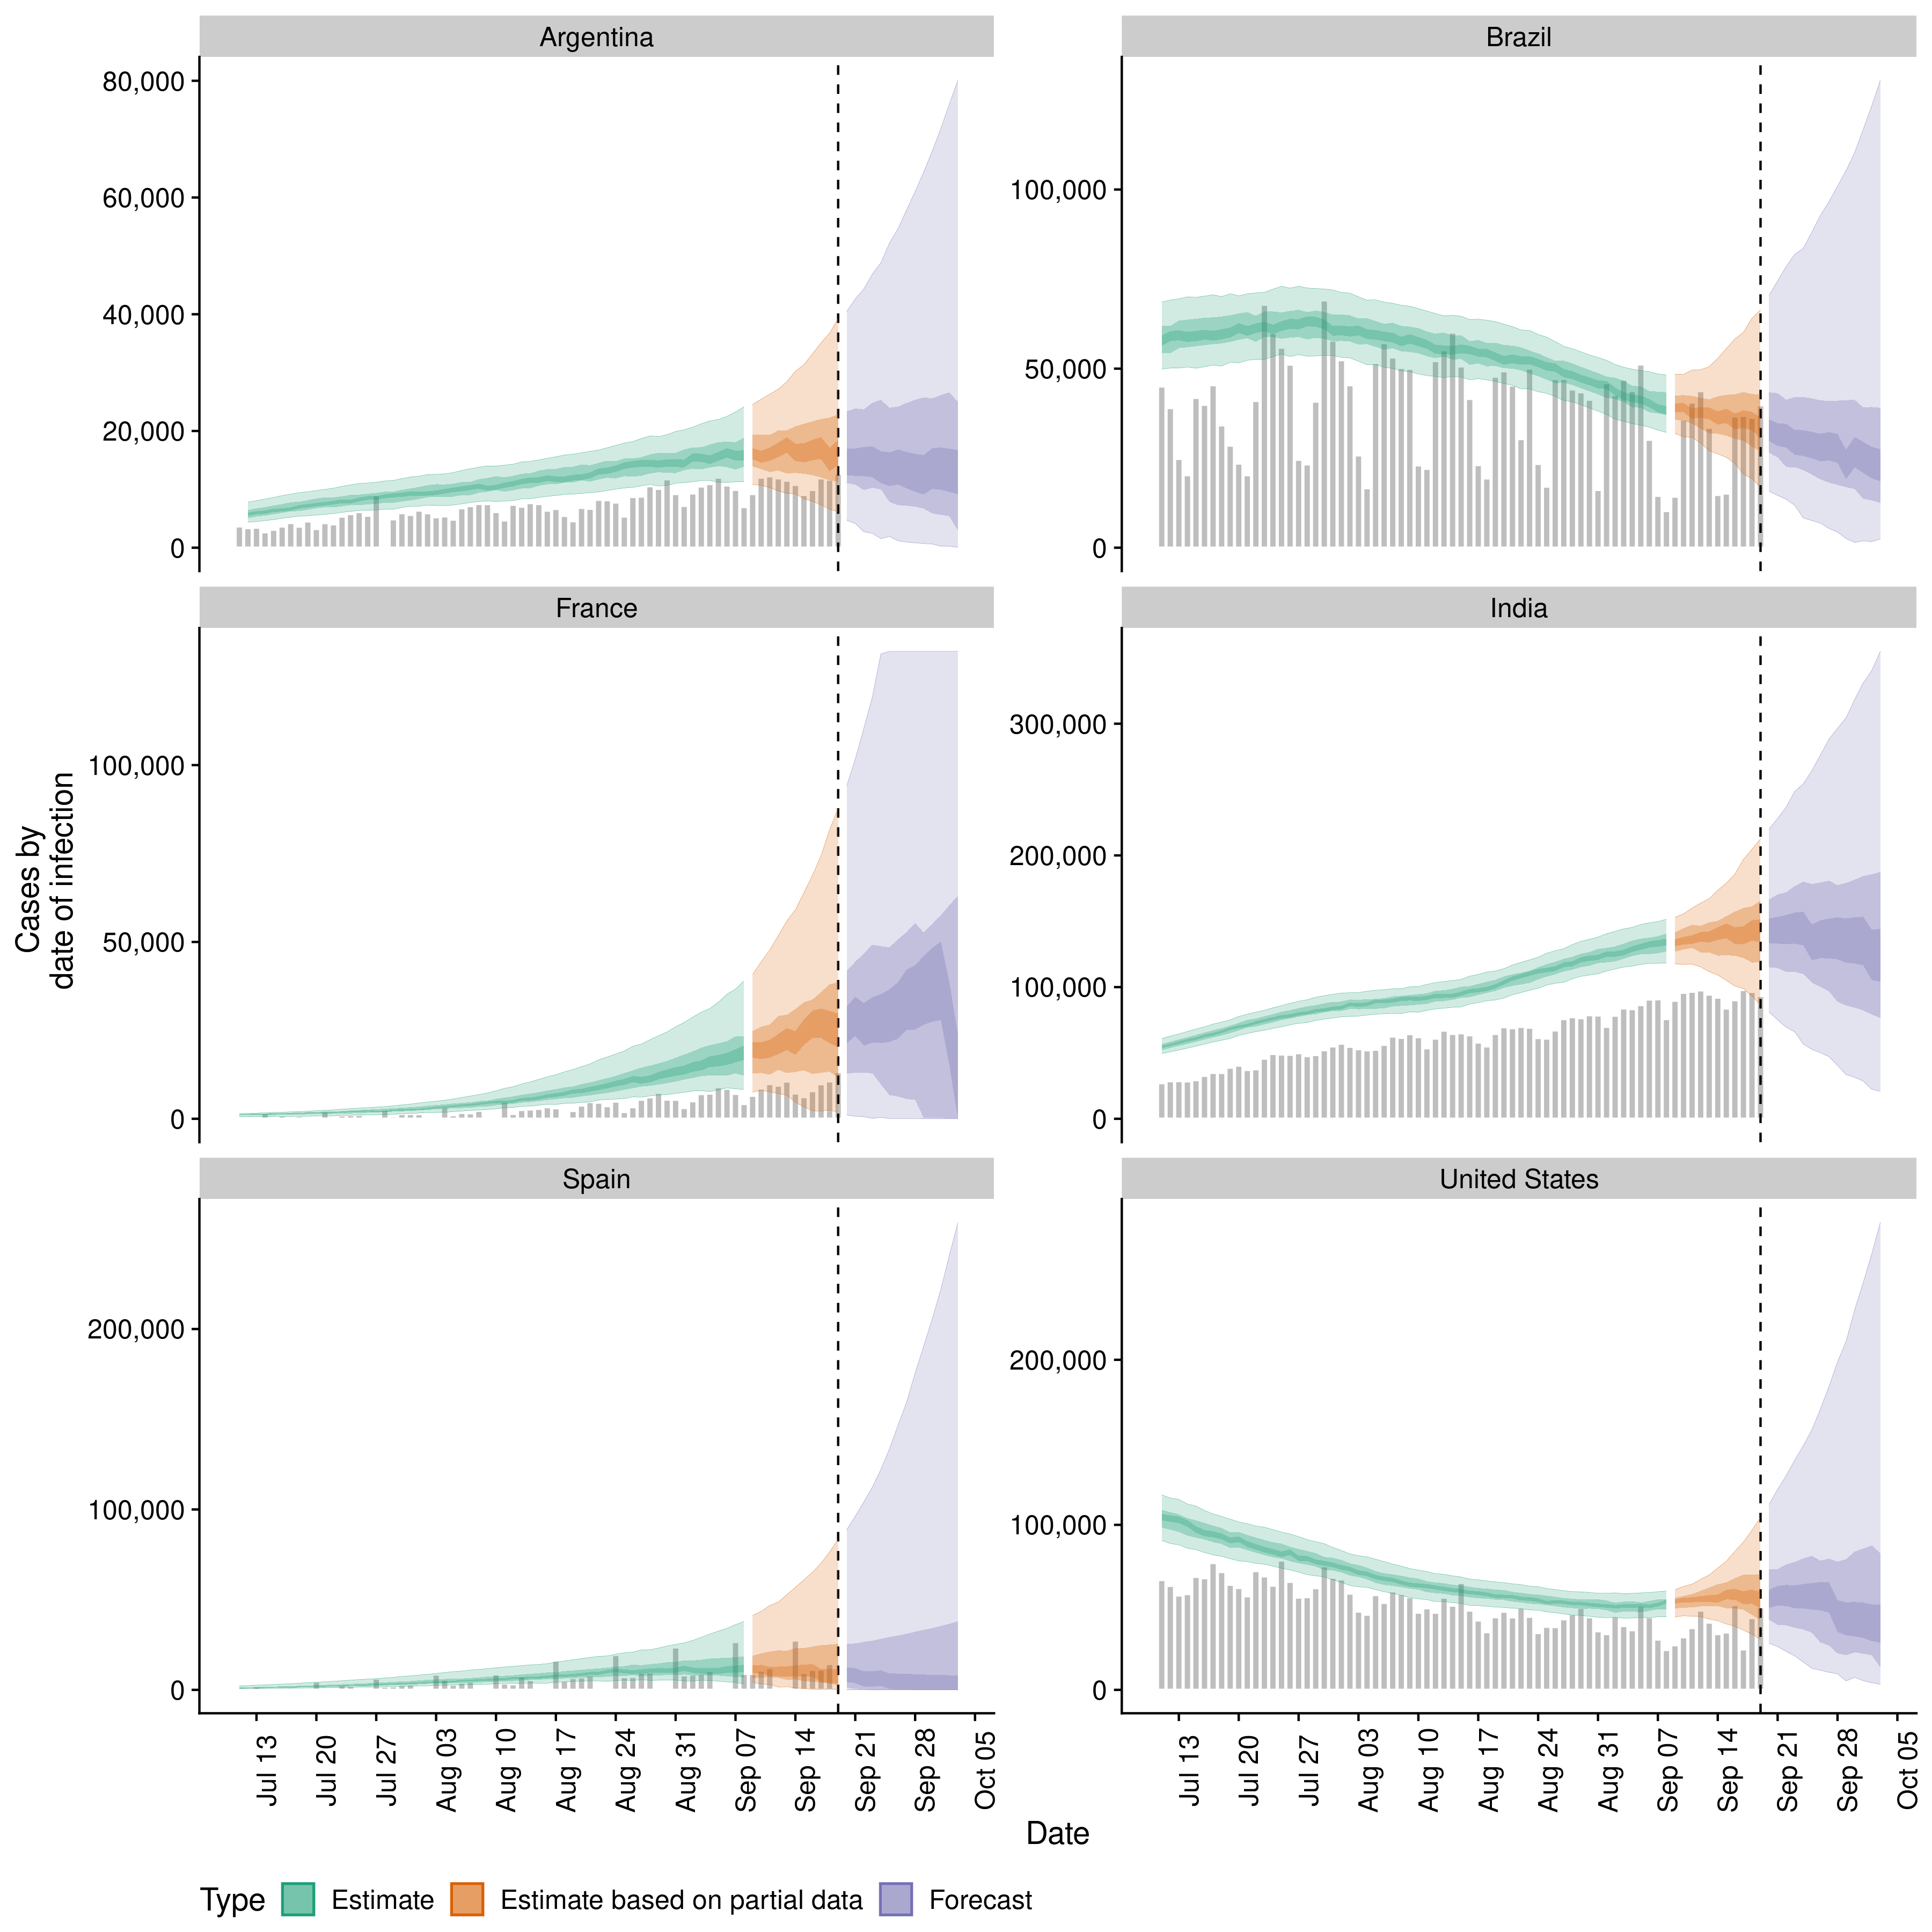 Argentina
Brazil
80,000
60,000
40,000
20,000
0
100,000
50,000
0
France
India
100,000
50,000
0
300,000
200,000
100,000
0
Cases by
date of infection
Spain
United States
200,000
100,000
0
200,000
100,000
0
Jul 13
Jul 20
Jul 27
Aug 03
Aug 10
Aug 17
Aug 24
Aug 31
Sep 07
Sep 14
Sep 21
Sep 28
Oct 05
Jul 13
Jul 20
Jul 27
Aug 03
Aug 10
Aug 17
Aug 24
Aug 31
Sep 07
Sep 14
Sep 21
Sep 28
Oct 05
Date
Type Estimate Estimate based on partial data Forecast